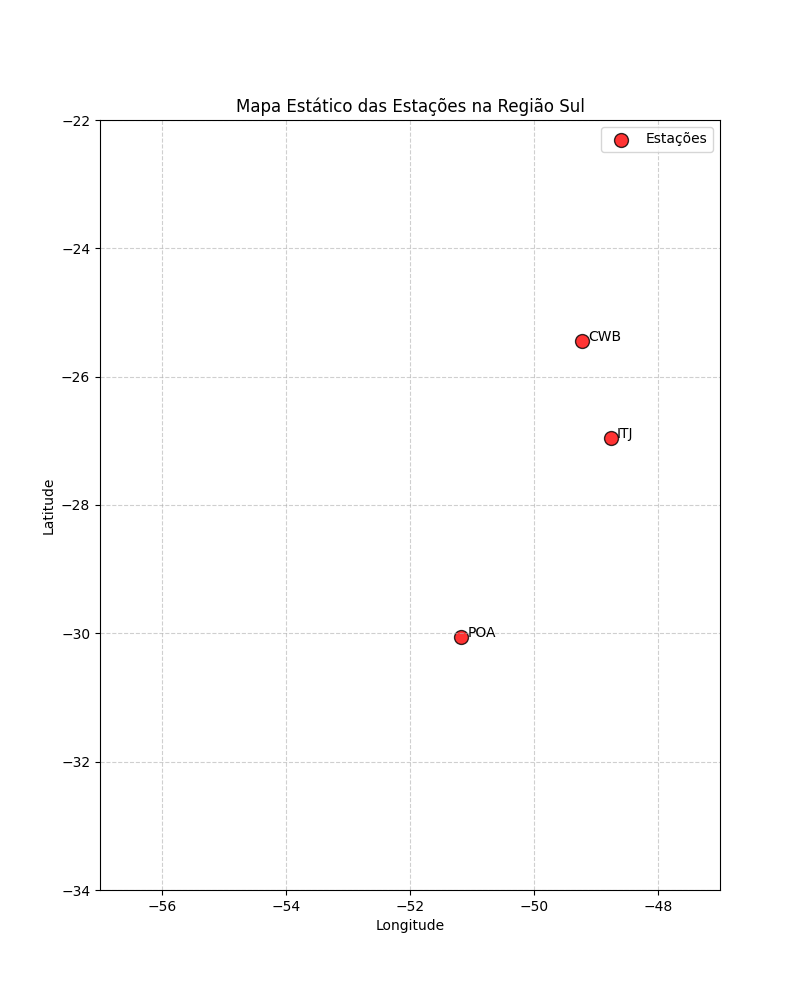 Mapa Estático das Estações na Região Sul
Estações
−22
−24
−26
−28
−30
−32
−34
Latitude
CWB
ITJ
POA
−56
−54
−52
−50
−48
Longitude